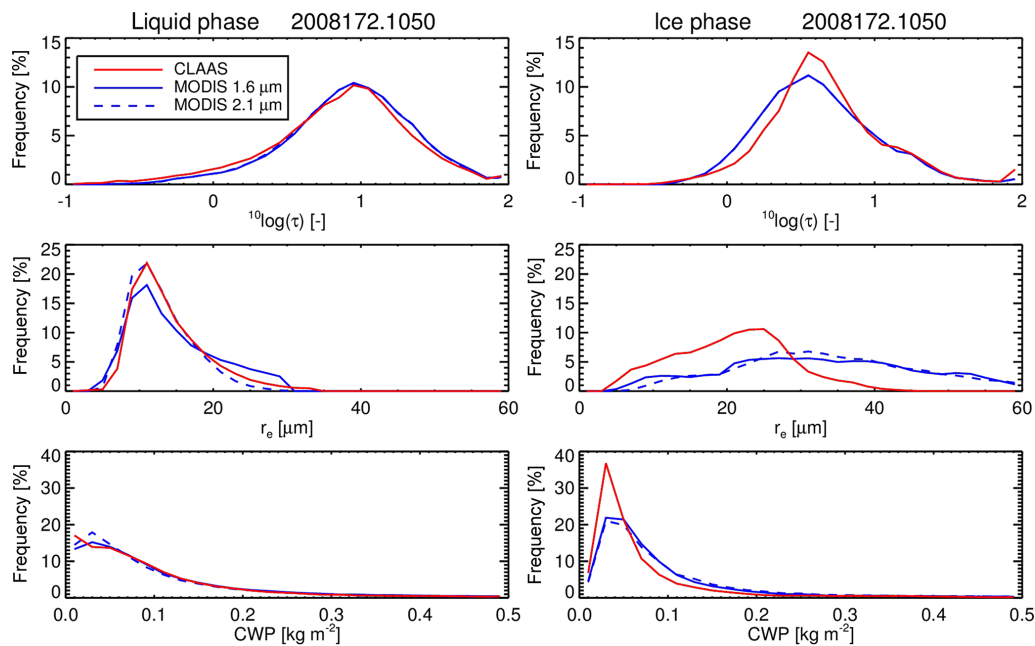 Liquid phase 2008172.1050
Ice phase 2008172.1050
Frequency [%]
15
10
5
0
CLAAS
MODIS 1.6 μm
MODIS 2.1 μm
-1 0 1 2
¹⁰log(τ) [-]
Frequency [%]
15
10
5
0
-1 0 1 2
¹⁰log(τ) [-]
Frequency [%]
25
20
15
10
5
0
0 20 40 60
rₑ [μm]
Frequency [%]
25
20
15
10
5
0
0 20 40 60
rₑ [μm]
Frequency [%]
40
30
20
10
0
0.0 0.1 0.2 0.3 0.4 0.5
CWP [kg m⁻²]
Frequency [%]
40
30
20
10
0
0.0 0.1 0.2 0.3 0.4 0.5
CWP [kg m⁻²]